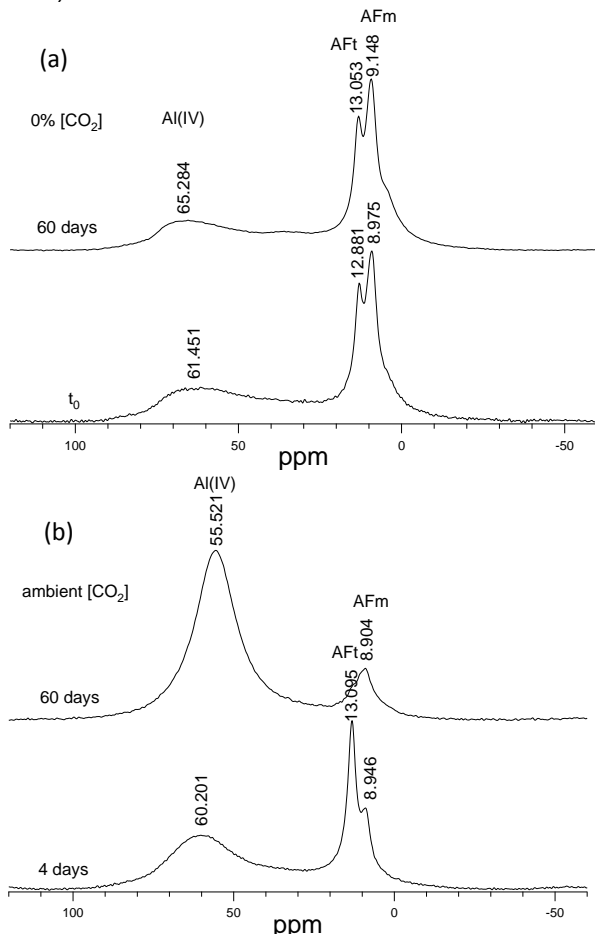 AFm
AFt
(a)
13.053
9.148
Al(IV)
0% [CO2]
65.284
60 days
12.881
8.975
61.451
t0
100 50 0 -50
ppm
Al(IV)
(b)
55.521
ambient [CO2]
AFm
8.904
AFt
60 days
13.095
8.946
60.201
4 days
100 50 0 -50
ppm